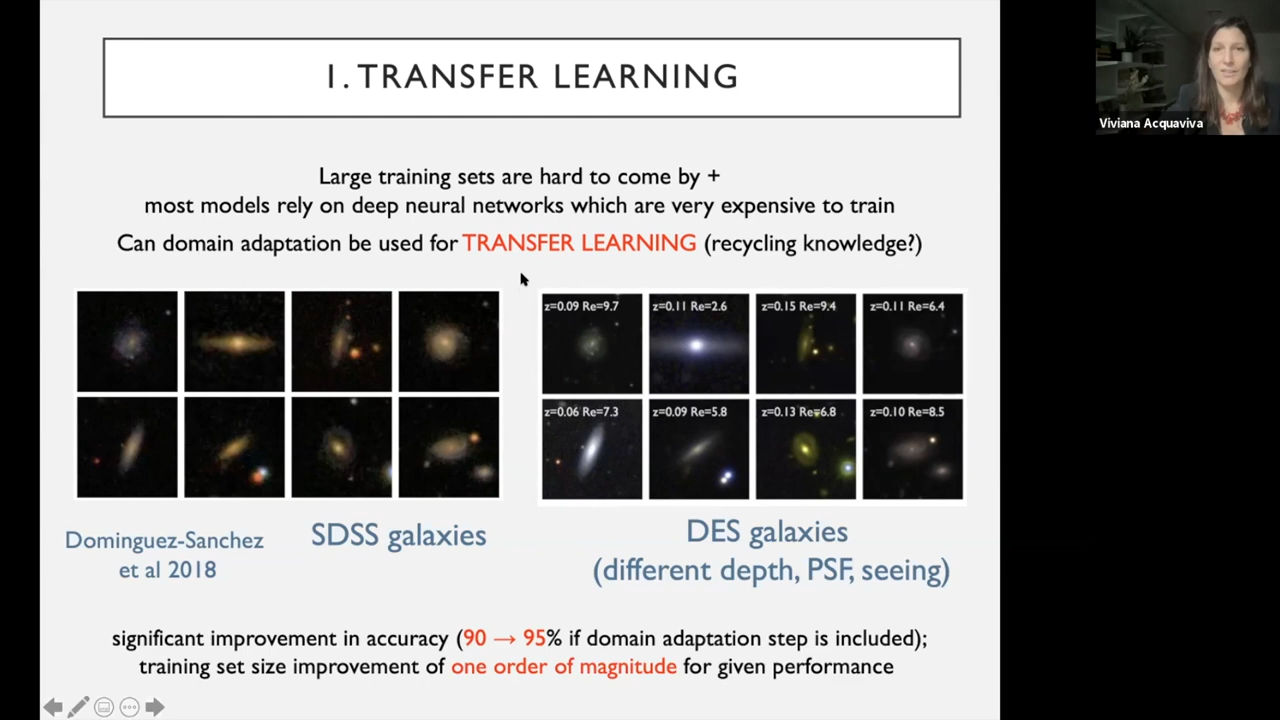 1. TRANSFER LEARNING
Viviana Acquaviva
Large training sets are hard to come by +
most models rely on deep neural networks which are very expensive to train
Can domain adaptation be used for TRANSFER LEARNING (recycling knowledge?)
z=0.09 Re=9.7
z=0.11 Re=2.6
z=0.15 Re=9.4
z=0.11 Re=6.4
z=0.06 Re=7.3
z=0.09 Re=5.8
z=0.13 Re=6.8
z=0.10 Re=8.5
Dominguez-Sanchez
et al 2018
SDSS galaxies
DES galaxies
(different depth, PSF, seeing)
significant improvement in accuracy (90 → 95% if domain adaptation step is included);
training set size improvement of one order of magnitude for given performance